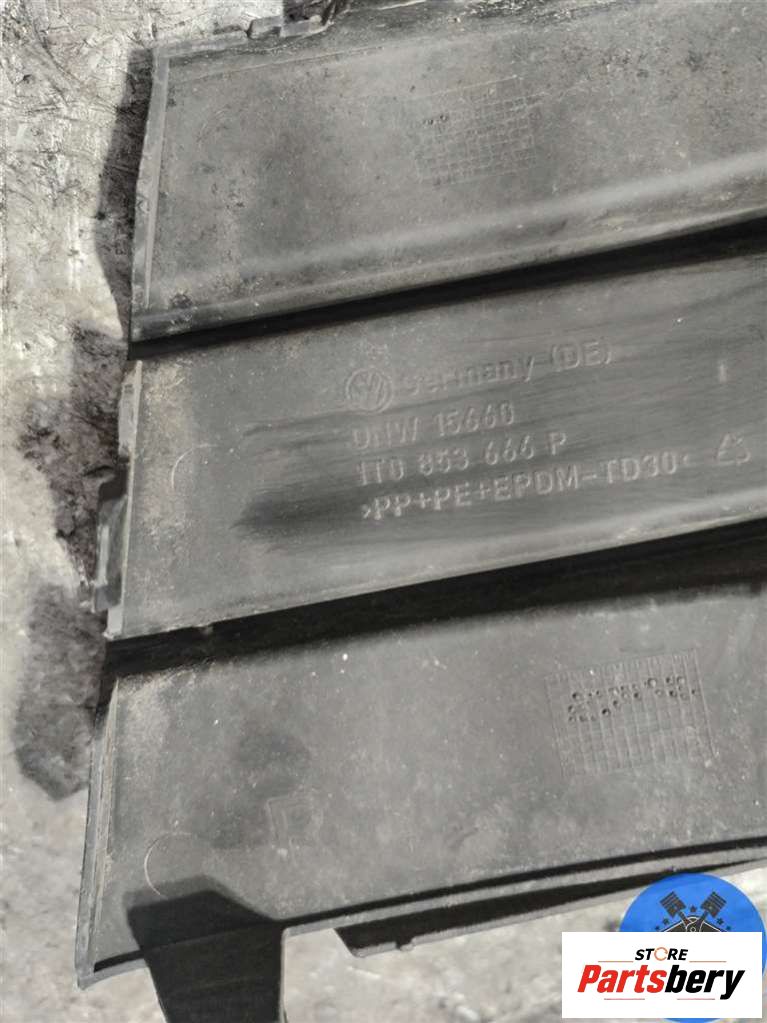 Germany (DE)
DNW 15660
1T0 853 666 P
>PP+PE+EPDM-TD30<
STORE
Partsbery